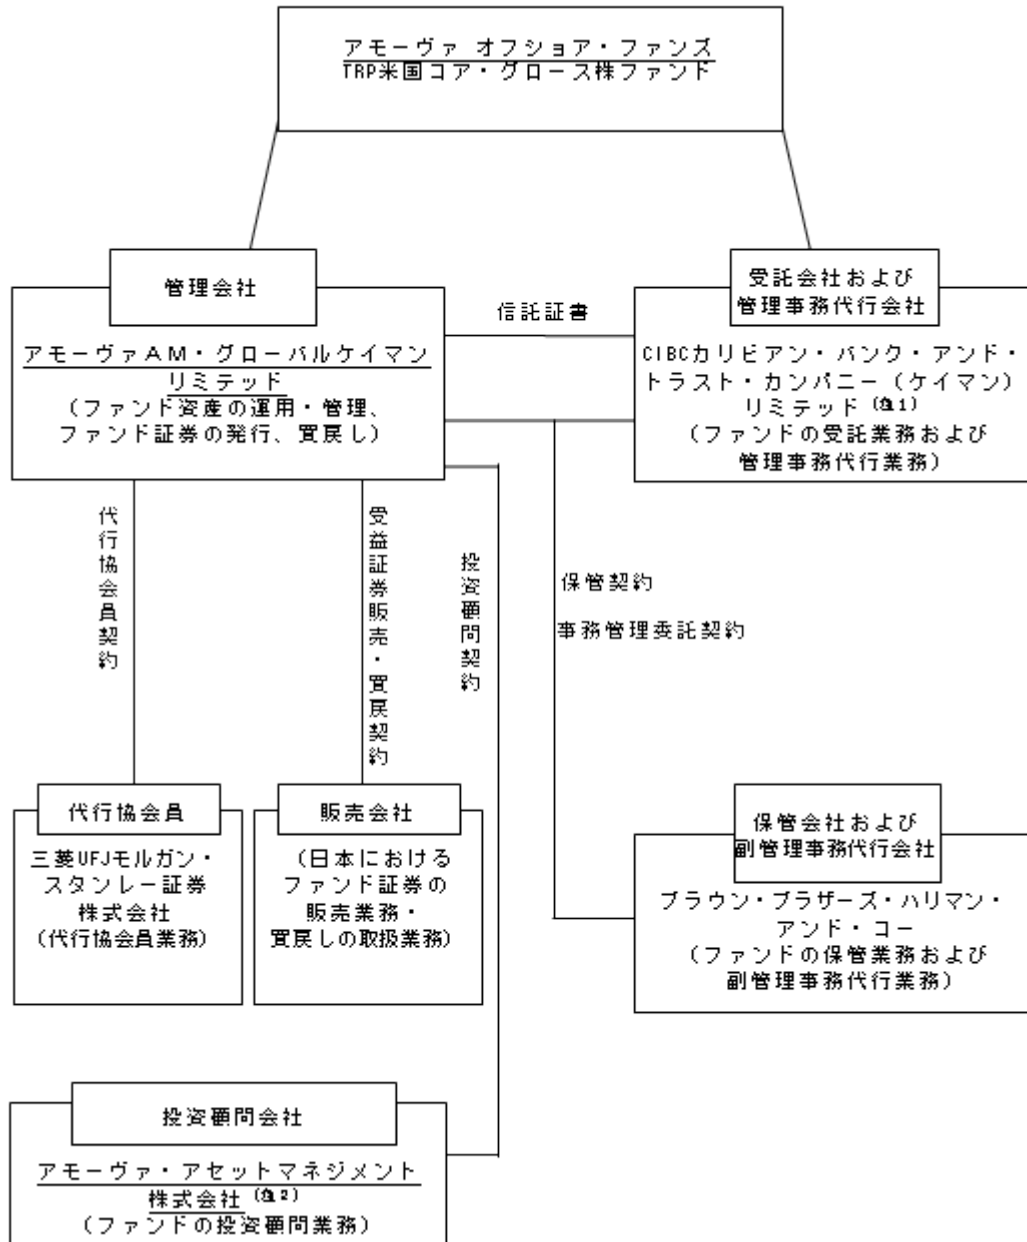 アモーヴァ オフショア・ファンズ
TRP米国コア・グロース株ファンド
管理会社
アモーヴァAM・グローバルケイマン
リミテッド
(ファンド資産の運用・管理、
ファンド証券の発行、買戻し)
信託証書
受託会社および
管理事務代行会社
CIBCカリビアン・バンク・アンド・
トラスト・カンパニー(ケイマン)
リミテッド(注1)
(ファンドの受託業務および
管理事務代行業務)
代行協会員契約
受益証券販売・買戻契約
投資顧問契約
保管契約
事務管理委託契約
代行協会員
三菱UFJモルガン・
スタンレー証券
株式会社
(代行協会員業務)
販売会社
(日本における
ファンド証券の
販売業務・
買戻しの取扱業務)
保管会社および
副管理事務代行会社
ブラウン・ブラザーズ・ハリマン・
アンド・コー
(ファンドの保管業務および
副管理事務代行業務)
投資顧問会社
アモーヴァ・アセットマネジメント
株式会社(注2)
(ファンドの投資顧問業務)